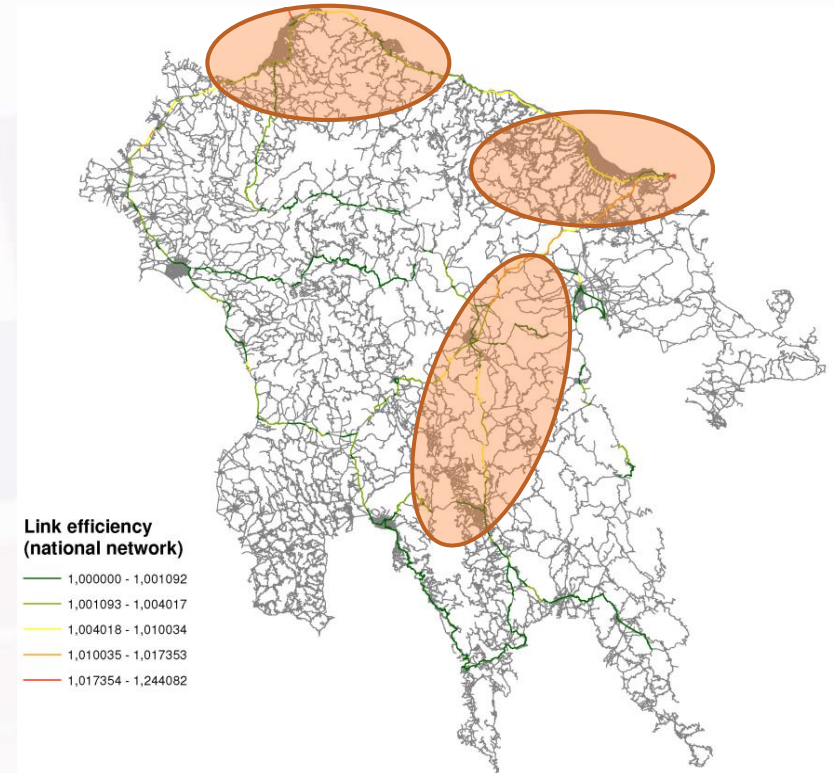 Link efficiency
(national network)
1,000000 - 1,001092
1,001093 - 1,004017
1,004018 - 1,010034
1,010035 - 1,017353
1,017354 - 1,244082